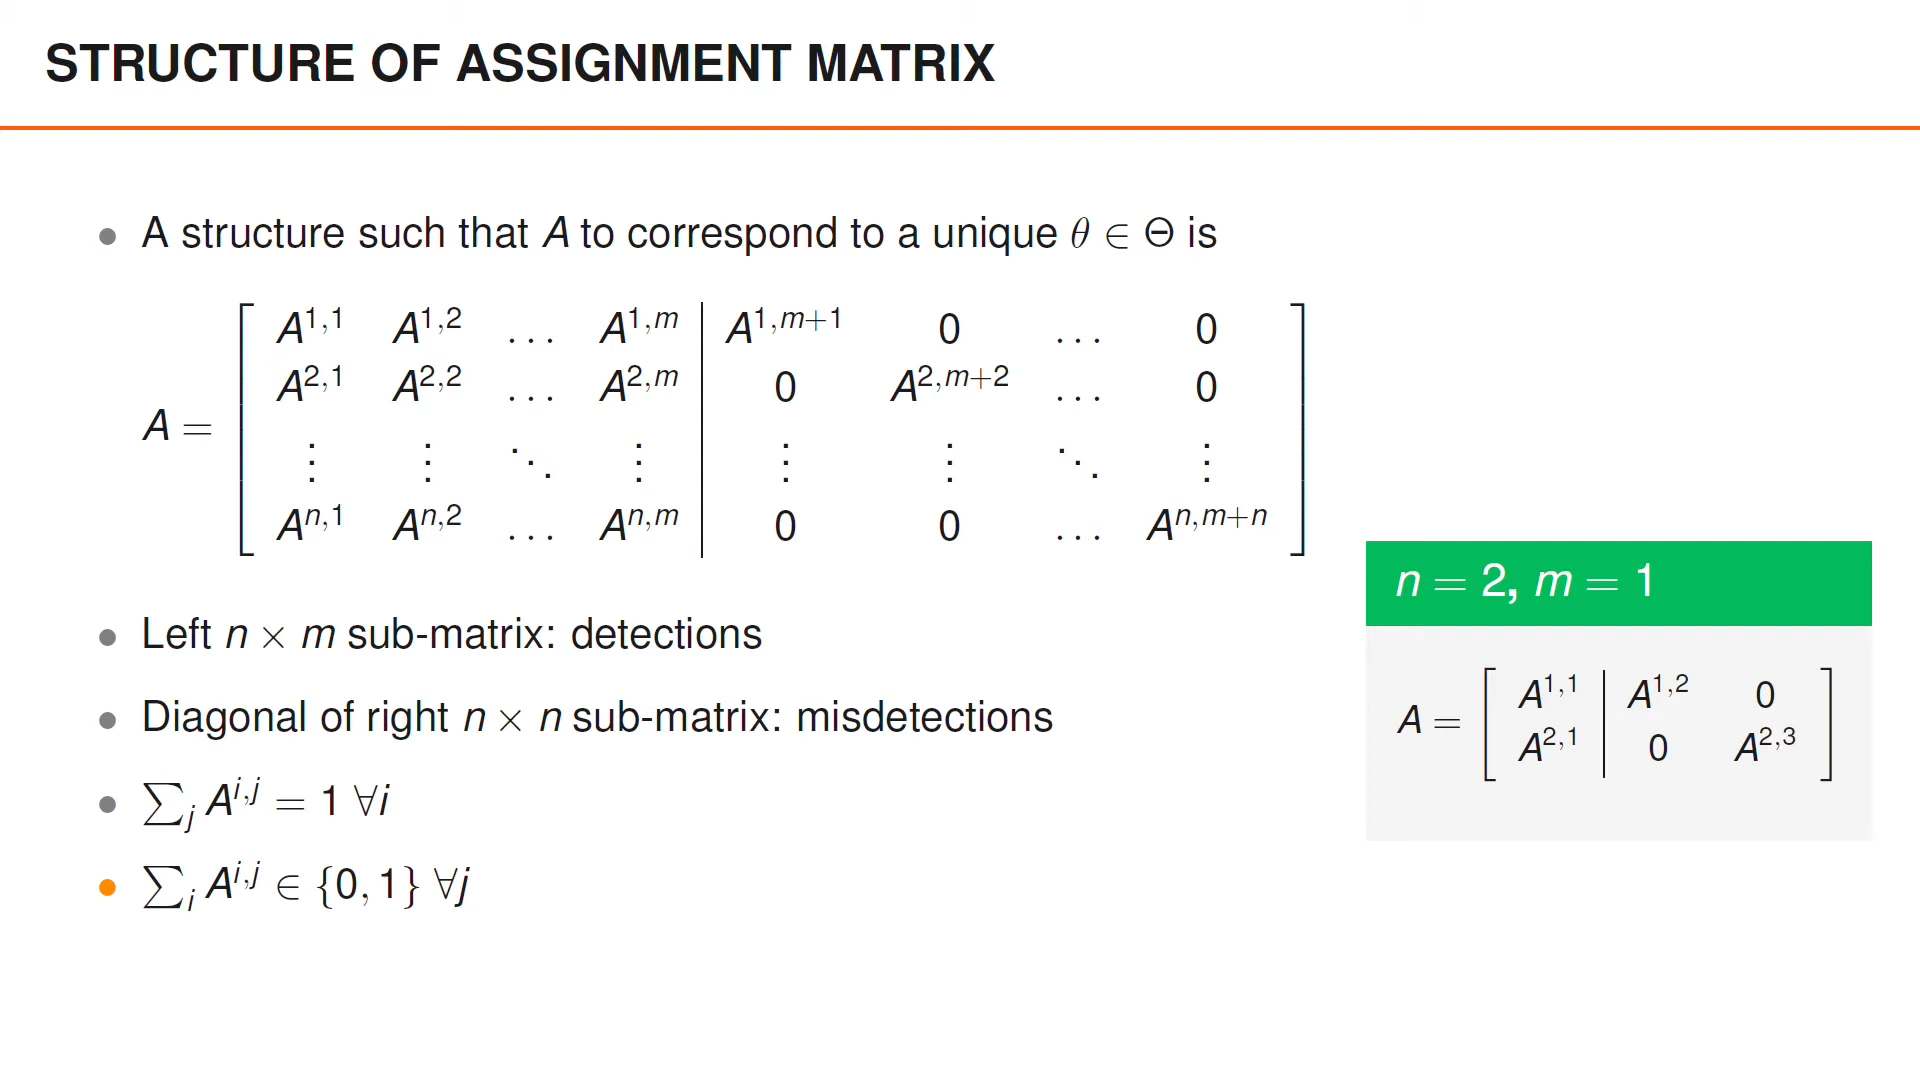 STRUCTURE OF ASSIGNMENT MATRIX
• A structure such that A to correspond to a unique θ ∈ Θ is
A = [ A^{1,1} A^{1,2} … A^{1,m} | A^{1,m+1} 0 … 0
A^{2,1} A^{2,2} … A^{2,m} | 0 A^{2,m+2} … 0
⋮ ⋮ ⋱ ⋮ | ⋮ ⋮ ⋱ ⋮
A^{n,1} A^{n,2} … A^{n,m} | 0 0 … A^{n,m+n} ]
• Left n × m sub-matrix: detections
• Diagonal of right n × n sub-matrix: misdetections
• ∑_j A^{i,j} = 1 ∀i
• ∑_i A^{i,j} ∈ {0, 1} ∀j
n = 2, m = 1
A = [ A^{1,1} | A^{1,2} 0
A^{2,1} | 0 A^{2,3} ]